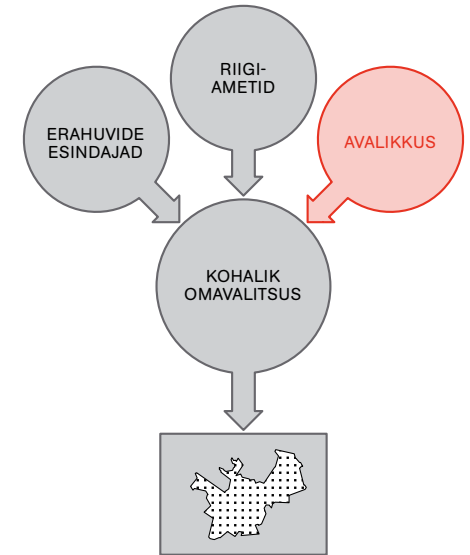 RIIGI-
AMETID
ERAHUVIDE
ESINDAJAD
AVALIKKUS
KOHALIK
OMAVALITSUS